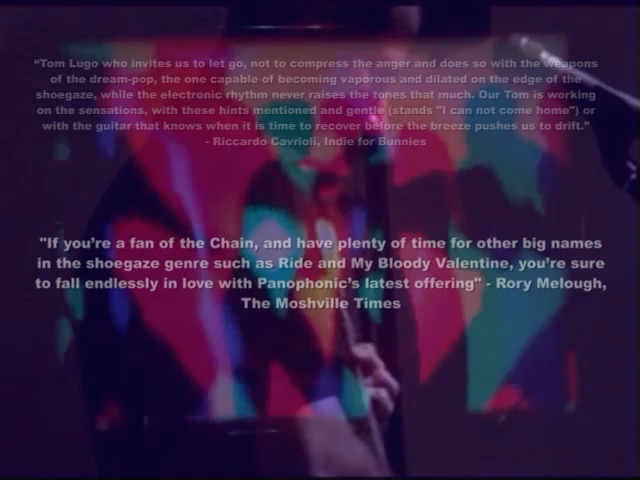 “Tom Lugo who invites us to let go, not to compress the anger and does so with the weapons
of the dream-pop, the one capable of becoming vaporous and dilated on the edge of the
shoegaze, while the electronic rhythm never raises the tones that much. Our Tom is working
on the sensations, with these hints mentioned and gentle (stands "I can not come home") or
with the guitar that knows when it is time to recover before the breeze pushes us to drift.”
- Riccardo Cavrioli, Indie for Bunnies
"If you’re a fan of the Chain, and have plenty of time for other big names
in the shoegaze genre such as Ride and My Bloody Valentine, you’re sure
to fall endlessly in love with Panophonic’s latest offering" - Rory Melough,
The Moshville Times